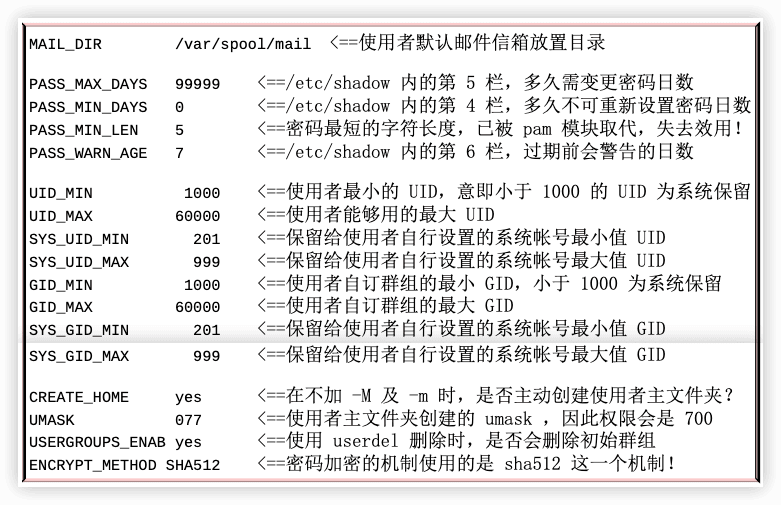 MAIL_DIR /var/spool/mail <==使用者默认邮件信箱放置目录
PASS_MAX_DAYS 99999 <==/etc/shadow 内的第 5 栏，多久需变更密码日数
PASS_MIN_DAYS 0 <==/etc/shadow 内的第 4 栏，多久不可重新设置密码日数
PASS_MIN_LEN 5 <==密码最短的字符长度，已被 pam 模块取代，失去效用！
PASS_WARN_AGE 7 <==/etc/shadow 内的第 6 栏，过期前会警告的日数
UID_MIN 1000 <==使用者最小的 UID，意即小于 1000 的 UID 为系统保留
UID_MAX 60000 <==使用者能够用的最大 UID
SYS_UID_MIN 201 <==保留给使用者自行设置的系统帐号最小值 UID
SYS_UID_MAX 999 <==保留给使用者自行设置的系统帐号最大值 UID
GID_MIN 1000 <==使用者自订群组的最小 GID，小于 1000 为系统保留
GID_MAX 60000 <==使用者自订群组的最大 GID
SYS_GID_MIN 201 <==保留给使用者自行设置的系统帐号最小值 GID
SYS_GID_MAX 999 <==保留给使用者自行设置的系统帐号最大值 GID
CREATE_HOME yes <==在不加 -M 及 -m 时，是否主动创建使用者主文件夹？
UMASK 077 <==使用者主文件夹创建的 umask ，因此权限会是 700
USERGROUPS_ENAB yes <==使用 userdel 删除时，是否会删除初始群组
ENCRYPT_METHOD SHA512 <==密码加密的机制使用的是 sha512 这一个机制！